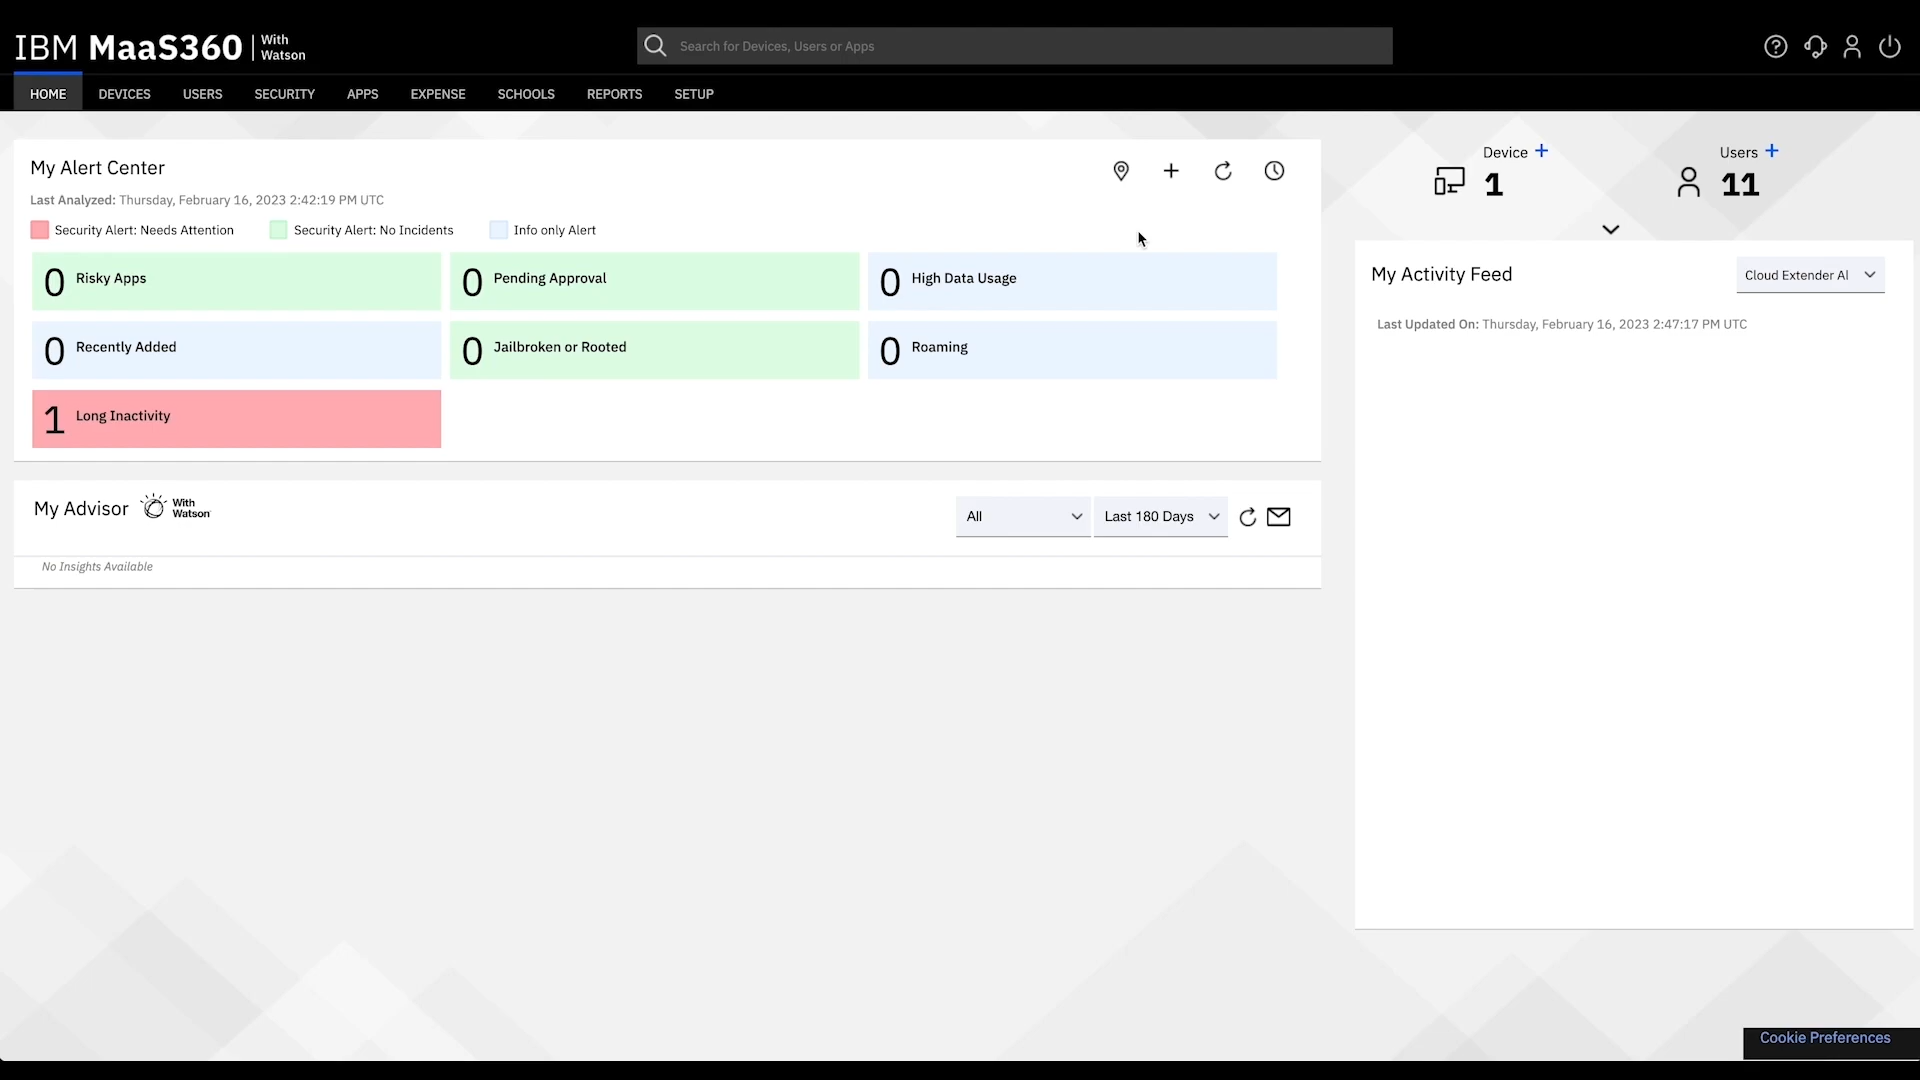 IBM MaaS360 With Watson
Search for Devices, Users or Apps
HOME DEVICES USERS SECURITY APPS EXPENSE SCHOOLS REPORTS SETUP
My Alert Center
Last Analyzed: Thursday, February 16, 2023 2:42:19 PM UTC
Security Alert: Needs Attention Security Alert: No Incidents Info only Alert
0 Risky Apps
0 Pending Approval
0 High Data Usage
0 Recently Added
0 Jailbroken or Rooted
0 Roaming
1 Long Inactivity
My Advisor With Watson
All
Last 180 Days
No Insights Available
Device +
1
Users +
11
My Activity Feed
Cloud Extender Al
Last Updated On: Thursday, February 16, 2023 2:47:17 PM UTC
Cookie Preferences